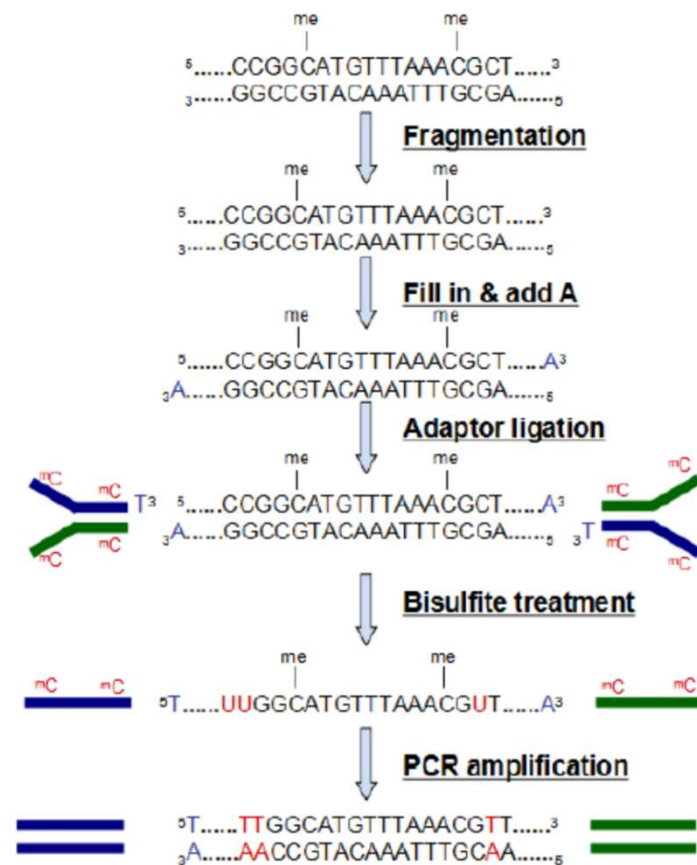 me me
5......CCGGCATGTTTAAACGCT......3
3......GGCCGTACAAATTTGCGA......5
Fragmentation
me me
5......CCGGCATGTTTAAACGCT......3
3......GGCCGTACAAATTTGCGA......5
Fill in & add A
me me
5......CCGGCATGTTTAAACGCT......A3
3A......GGCCGTACAAATTTGCGA......5
Adaptor ligation
mC mC me me mC mC
T3 5......CCGGCATGTTTAAACGCT......A3
3A......GGCCGTACAAATTTGCGA......5 3T
mC mC mC mC
Bisulfite treatment
me me
mC mC 5T......UUGGCATGTTTAAACGUT......A3 mC mC
PCR amplification
5T......TTGGCATGTTTAAACGTT......3
3A......AACCGTACAAATTTGCAA......5